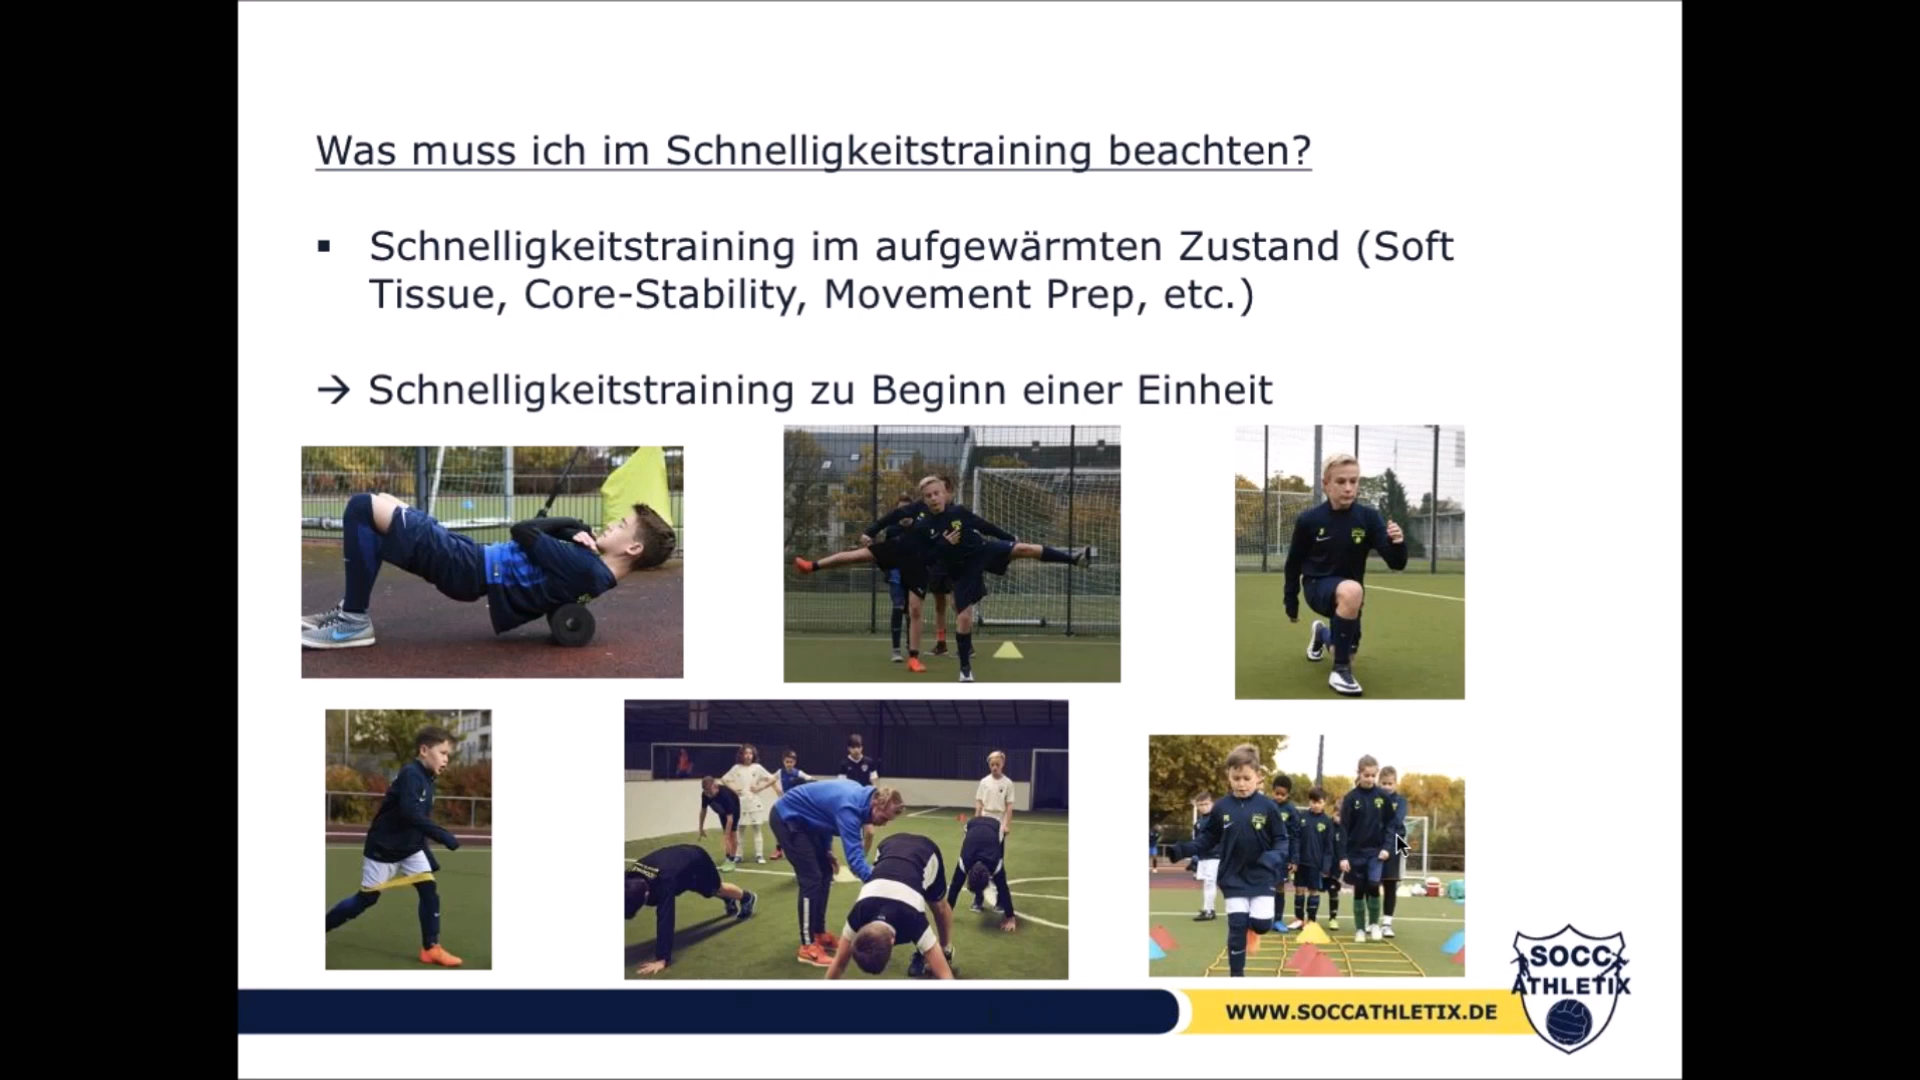 Was muss ich im Schnelligkeitstraining beachten?
▪ Schnelligkeitstraining im aufgewärmten Zustand (Soft
Tissue, Core-Stability, Movement Prep, etc.)
→ Schnelligkeitstraining zu Beginn einer Einheit
WWW.SOCCATHLETIX.DE
SOCC
ATHLETIX